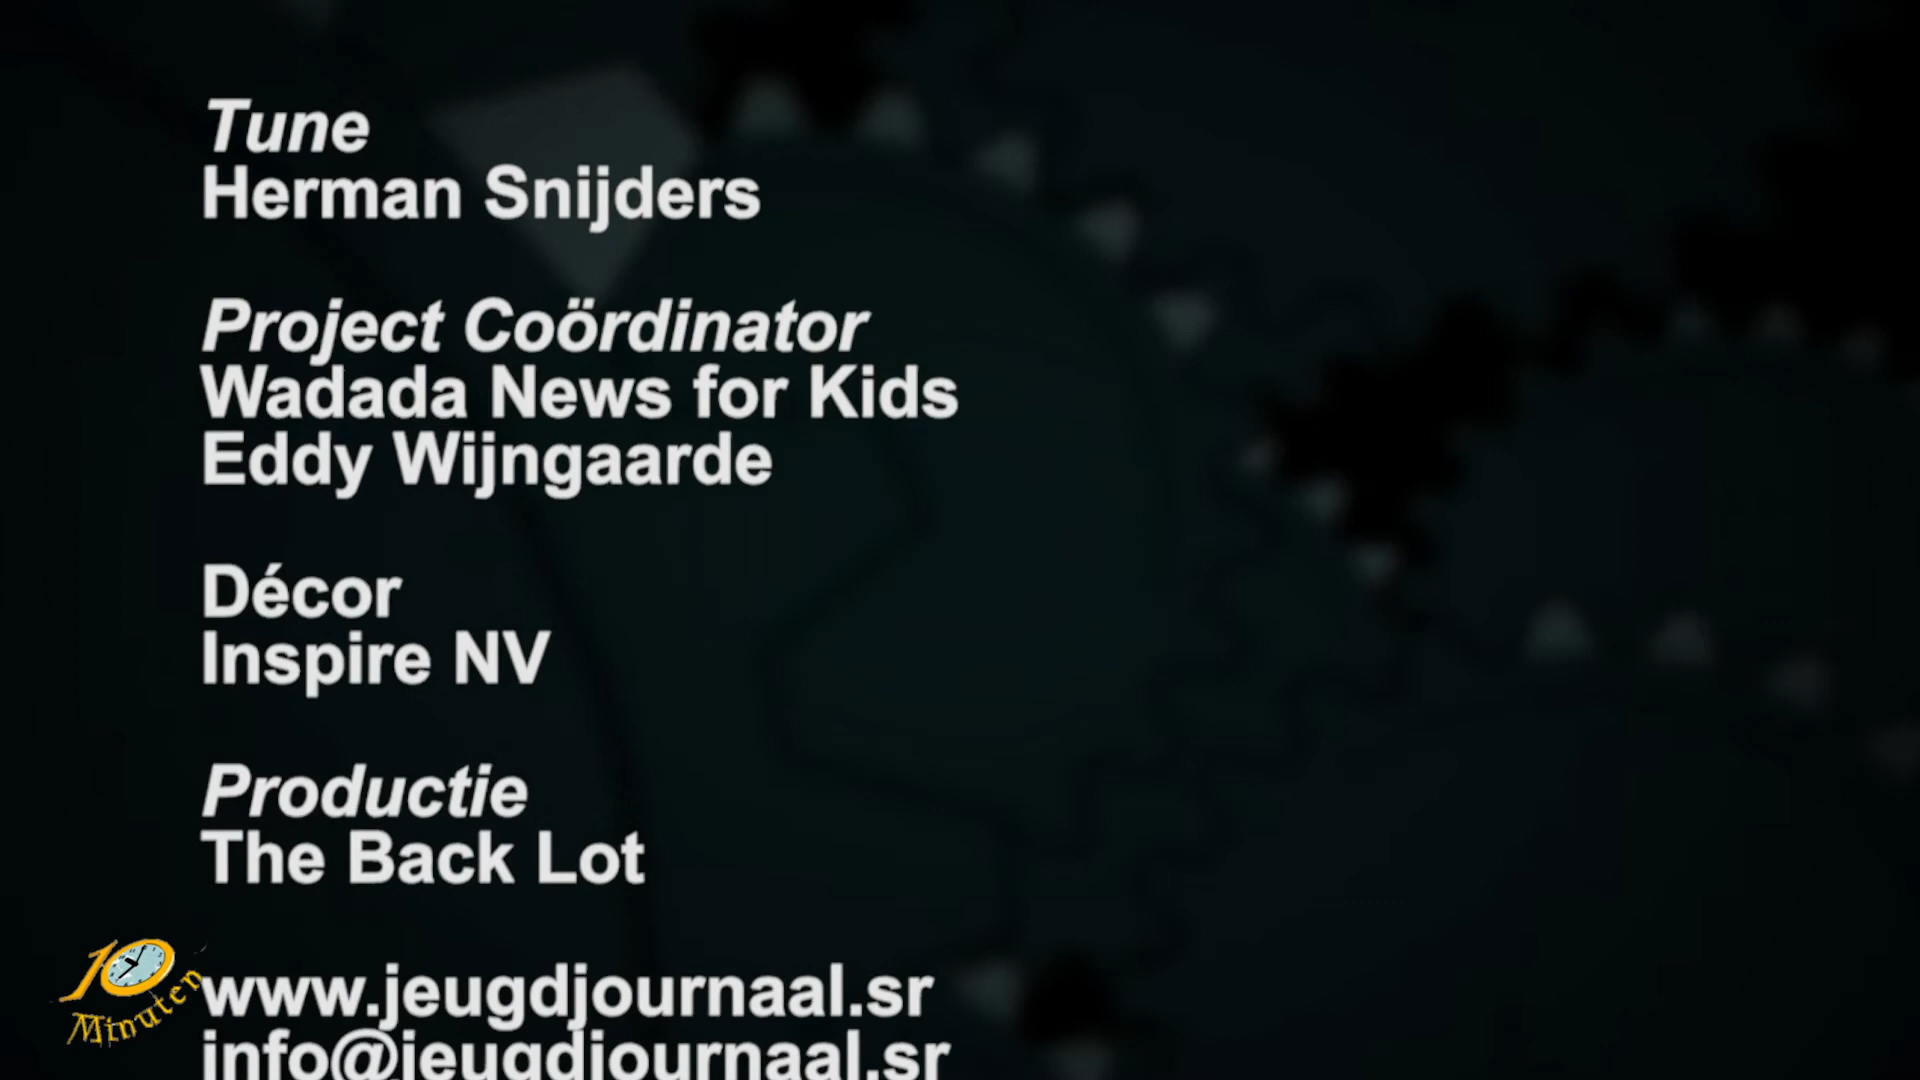 Tune
Herman Snijders
Project Coördinator
Wadada News for Kids
Eddy Wijngaarde
Décor
Inspire NV
Productie
The Back Lot
10
Minuten
www.jeugdjournaal.sr
info@jeugdjournaal.sr